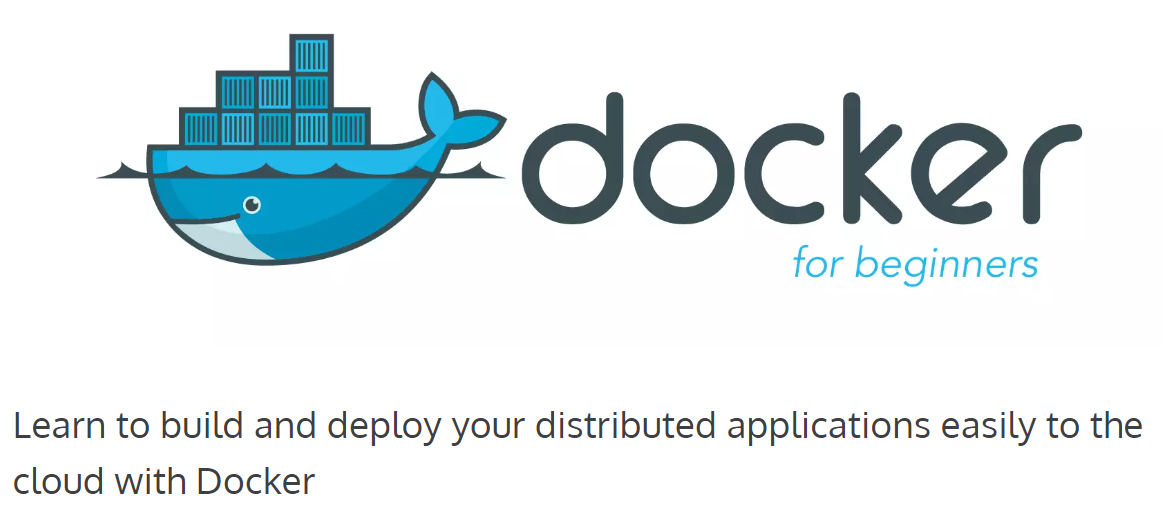 docker
for beginners
Learn to build and deploy your distributed applications easily to the
cloud with Docker